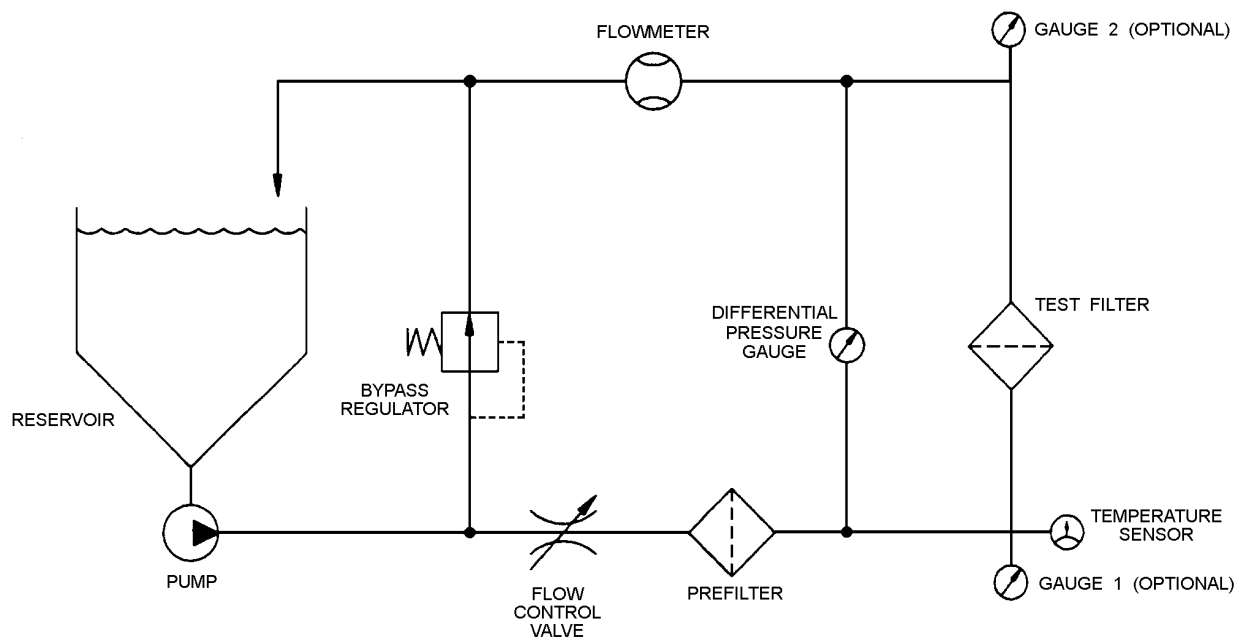 FLOWMETER
GAUGE 2 (OPTIONAL)
DIFFERENTIAL
PRESSURE
GAUGE
TEST FILTER
BYPASS
REGULATOR
RESERVOIR
TEMPERATURE
SENSOR
PUMP
FLOW
CONTROL
VALVE
PREFILTER
GAUGE 1 (OPTIONAL)